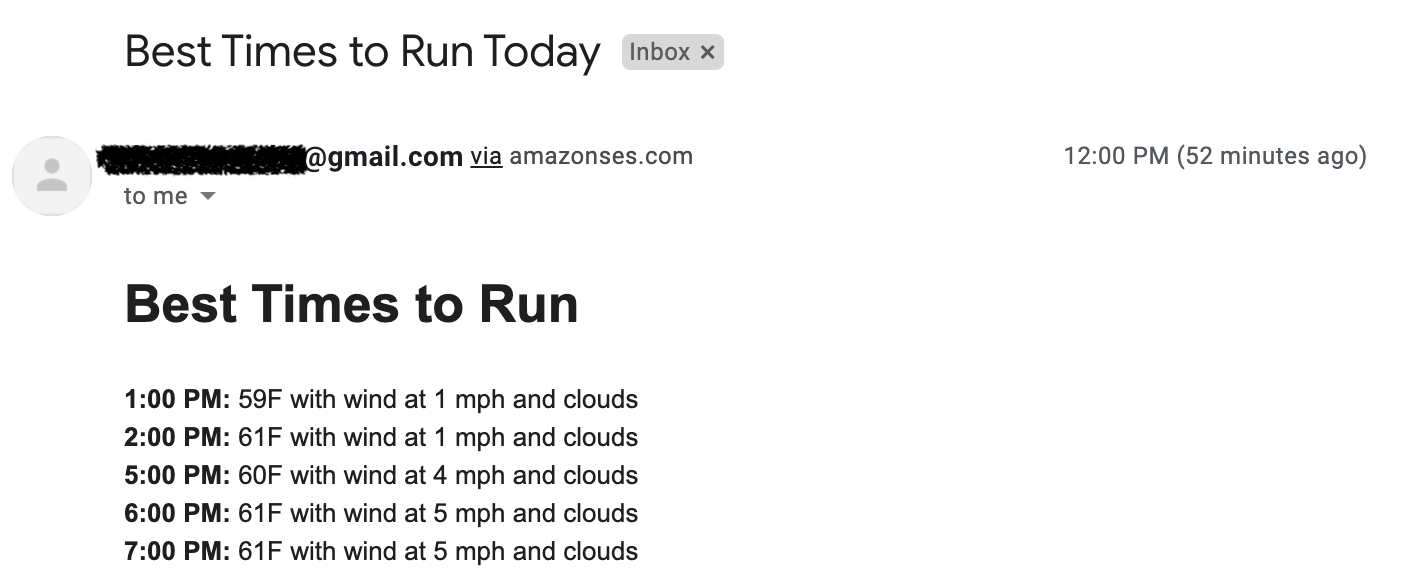 Best Times to Run Today Inbox ×
@gmail.com via amazonses.com 12:00 PM (52 minutes ago)
to me
Best Times to Run
1:00 PM: 59F with wind at 1 mph and clouds
2:00 PM: 61F with wind at 1 mph and clouds
5:00 PM: 60F with wind at 4 mph and clouds
6:00 PM: 61F with wind at 5 mph and clouds
7:00 PM: 61F with wind at 5 mph and clouds